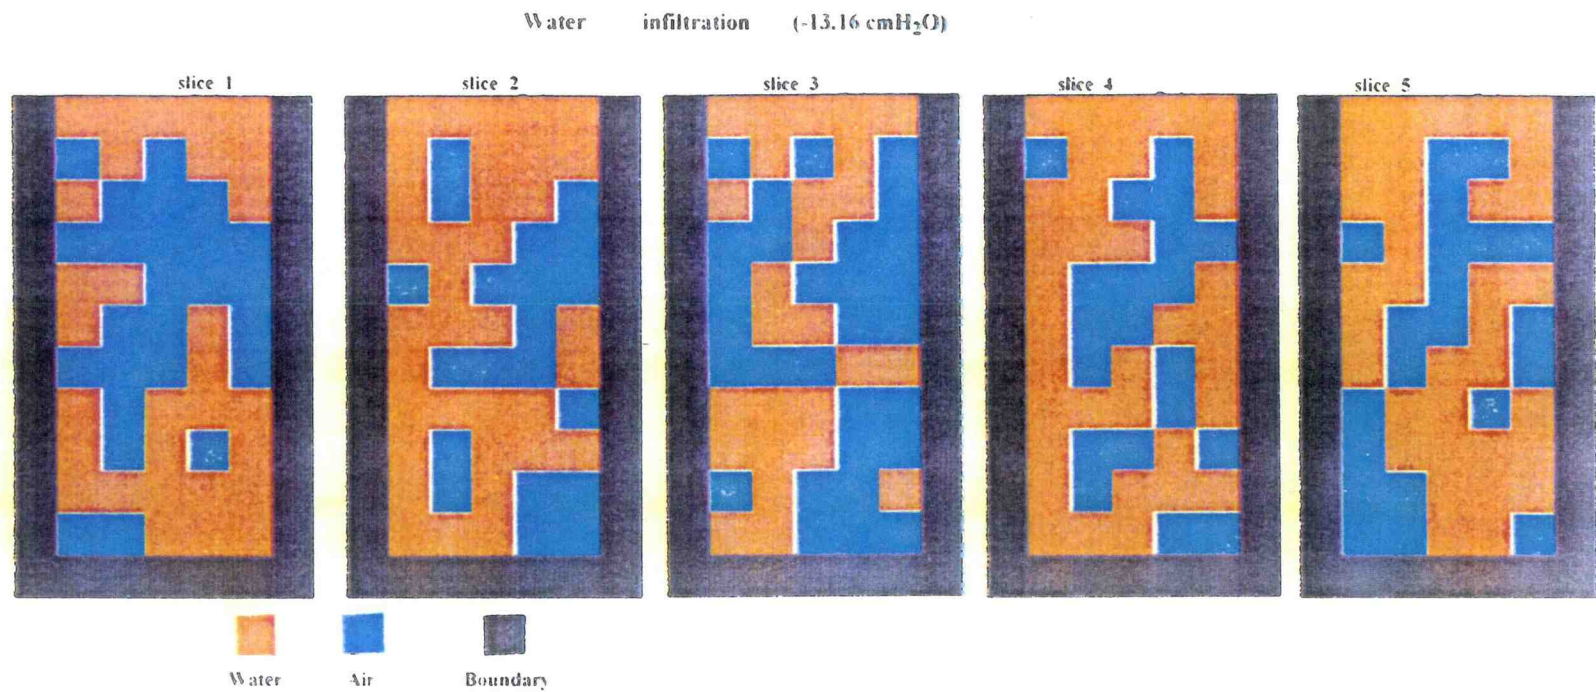 Water infiltration (-13.16 cmH₂O)
slice 1 slice 2 slice 3 slice 4 slice 5
Water Air Boundary